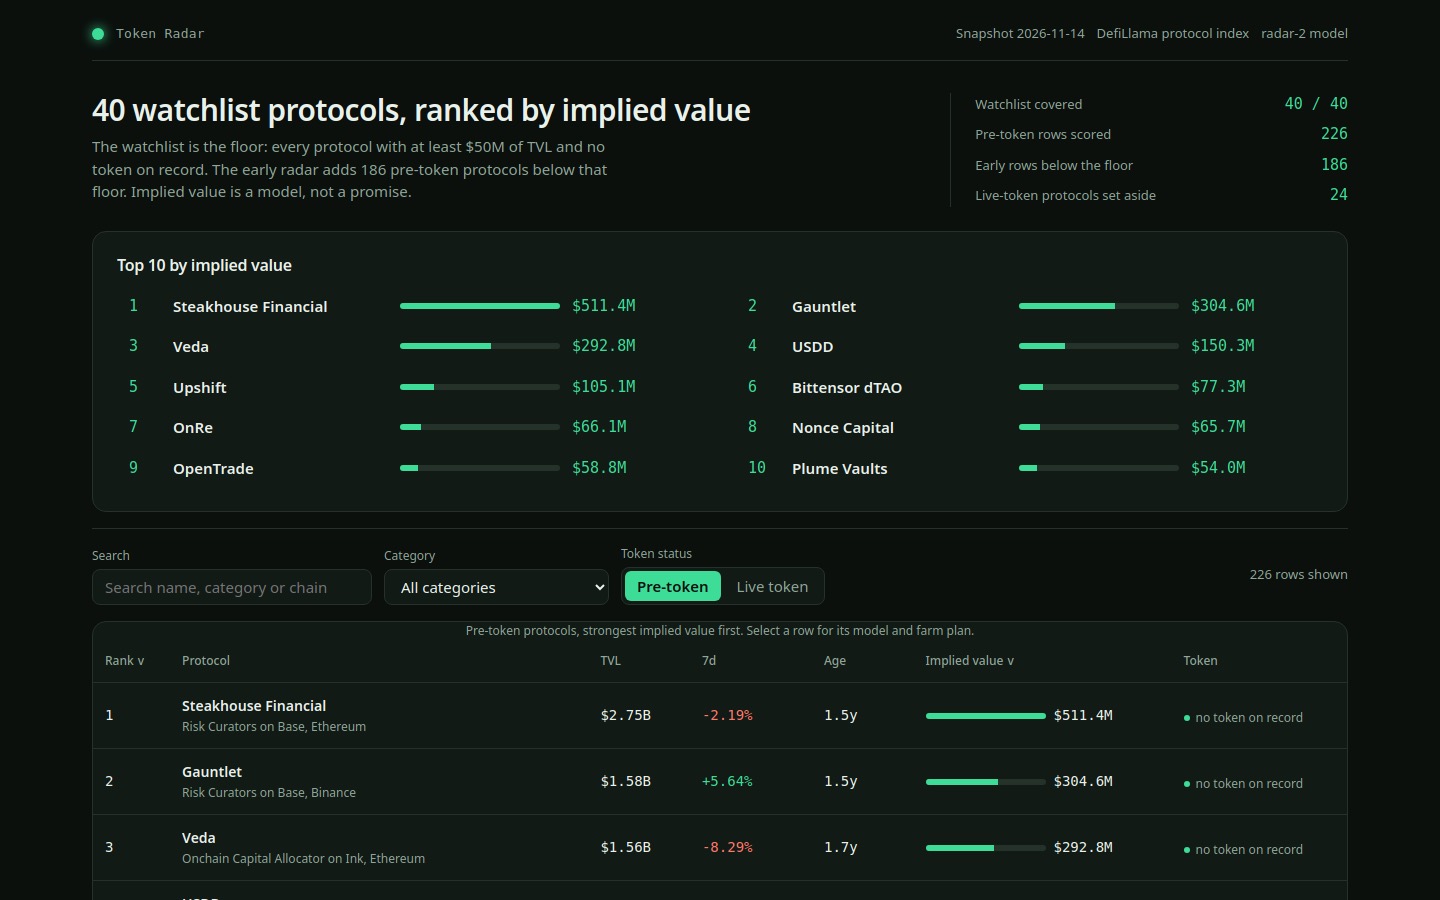 Token Radar
Snapshot 2026-11-14 DefiLlama protocol index radar-2 model
40 watchlist protocols, ranked by implied value
The watchlist is the floor: every protocol with at least $50M of TVL and no
token on record. The early radar adds 186 pre-token protocols below that
floor. Implied value is a model, not a promise.
Watchlist covered 40 / 40
Pre-token rows scored 226
Early rows below the floor 186
Live-token protocols set aside 24
Top 10 by implied value
1 Steakhouse Financial $511.4M
2 Gauntlet $304.6M
3 Veda $292.8M
4 USDD $150.3M
5 Upshift $105.1M
6 Bittensor dTAO $77.3M
7 OnRe $66.1M
8 Nonce Capital $65.7M
9 OpenTrade $58.8M
10 Plume Vaults $54.0M
Search
Search name, category or chain
Category
All categories
Token status
Pre-token Live token
226 rows shown
Pre-token protocols, strongest implied value first. Select a row for its model and farm plan.
Rank v Protocol TVL 7d Age Implied value v Token
1 Steakhouse Financial $2.75B -2.19% 1.5y $511.4M no token on record
Risk Curators on Base, Ethereum
2 Gauntlet $1.58B +5.64% 1.5y $304.6M no token on record
Risk Curators on Base, Binance
3 Veda $1.56B -8.29% 1.7y $292.8M no token on record
Onchain Capital Allocator on Ink, Ethereum